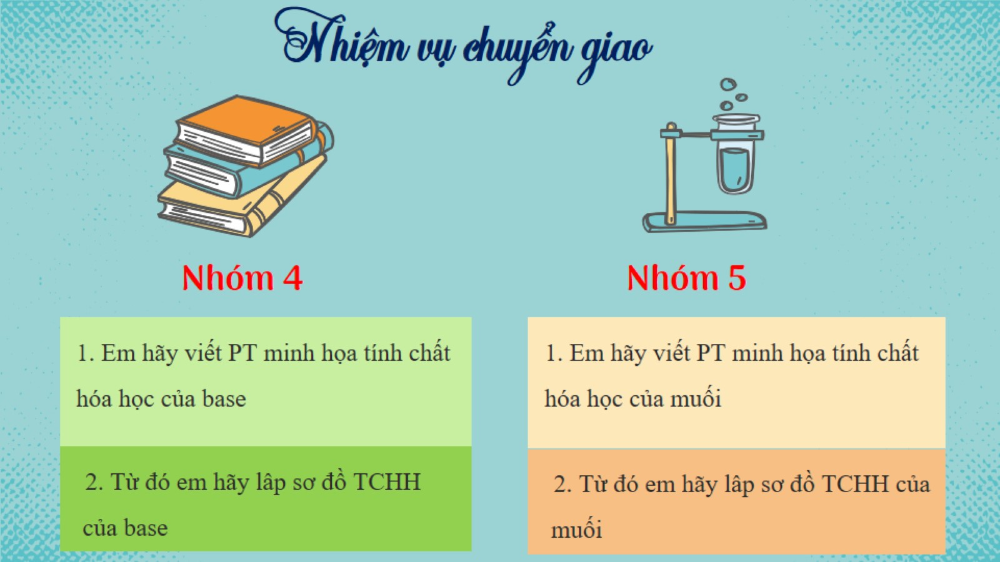 Nhiệm vụ chuyển giao
Nhóm 4
1. Em hãy viết PT minh họa tính chất
hóa học của base
2. Từ đó em hãy lâp sơ đồ TCHH
của base
Nhóm 5
1. Em hãy viết PT minh họa tính chất
hóa học của muối
2. Từ đó em hãy lâp sơ đồ TCHH của
muối